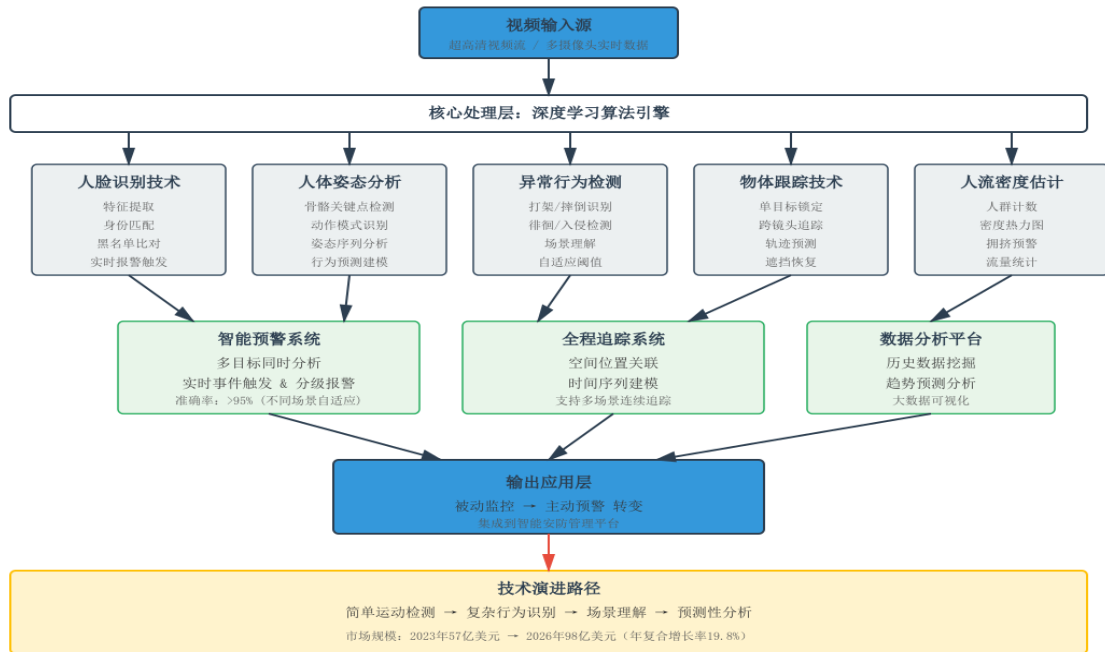 视频输入源
超高清视频流 / 多摄像头实时数据
核心处理层：深度学习算法引擎
人脸识别技术
特征提取
身份匹配
黑名单比对
实时报警触发
人体姿态分析
骨骼关键点检测
动作模式识别
姿态序列分析
行为预测建模
异常行为检测
打架/摔倒识别
徘徊/入侵检测
场景理解
自适应阈值
物体跟踪技术
单目标锁定
跨镜头追踪
轨迹预测
遮挡恢复
人流密度估计
人群计数
密度热力图
拥挤预警
流量统计
智能预警系统
多目标同时分析
实时事件触发 & 分级报警
准确率：>95%（不同场景自适应）
全程追踪系统
空间位置关联
时间序列建模
支持多场景连续追踪
数据分析平台
历史数据挖掘
趋势预测分析
大数据可视化
输出应用层
被动监控 → 主动预警 转变
集成到智能安防管理平台
技术演进路径
简单运动检测 → 复杂行为识别 → 场景理解 → 预测性分析
市场规模：2023年57亿美元 → 2026年98亿美元（年复合增长率19.8%）